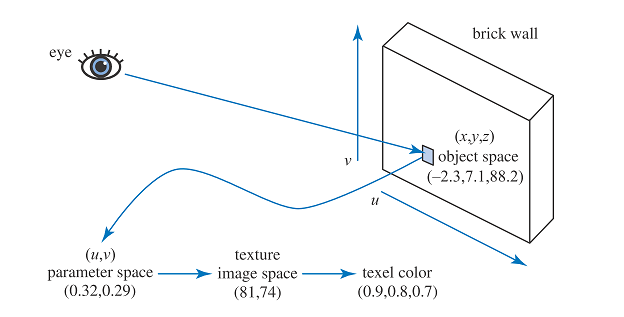 brick wall
eye
(x,y,z)
object space
(–2.3,7.1,88.2)
v
u
(u,v)
parameter space
(0.32,0.29)
texture
image space
(81,74)
texel color
(0.9,0.8,0.7)